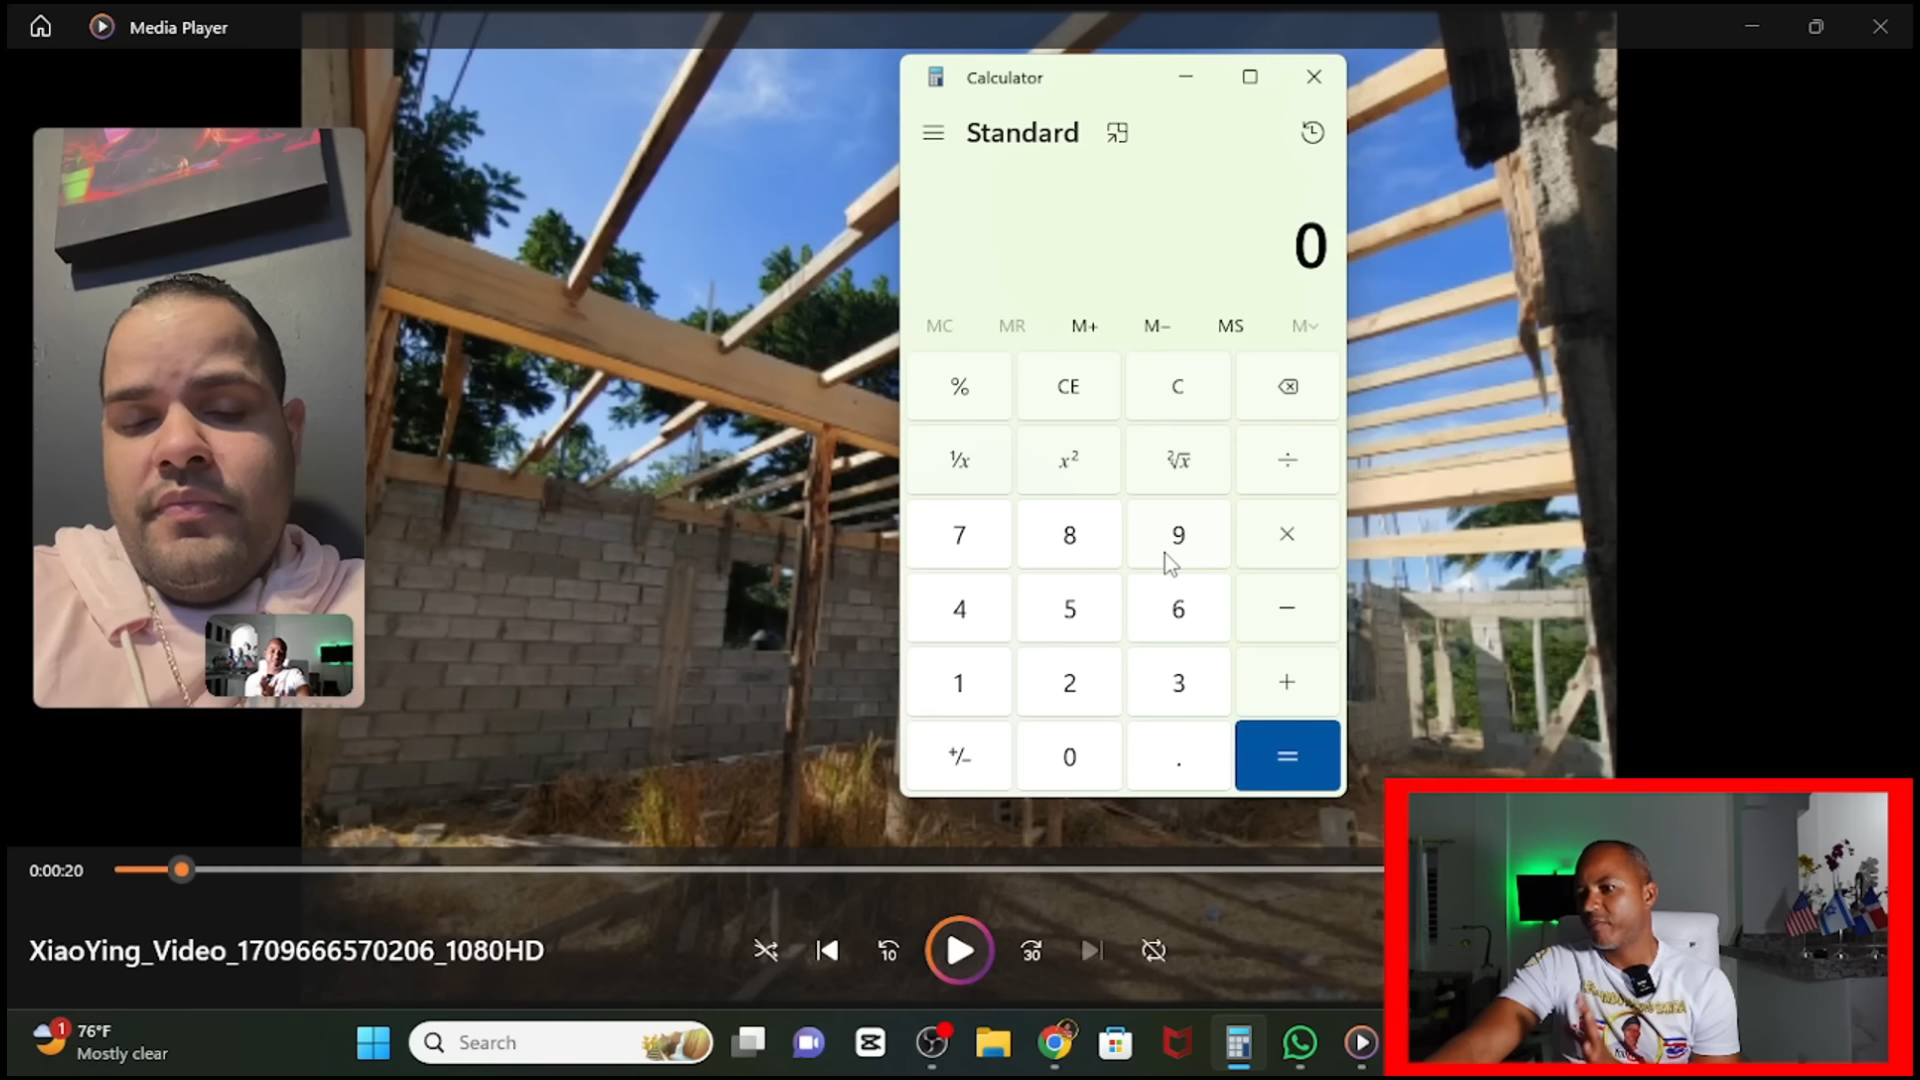 Media Player
Calculator
Standard
0
MC MR M+ M− MS M
% CE C
¹/x x² ²√x ÷
7 8 9 ×
4 5 6 −
1 2 3 +
+/− 0 . =
0:00:20
XiaoYing_Video_1709666570206_1080HD
10
30
1
76°F
Mostly clear
Search